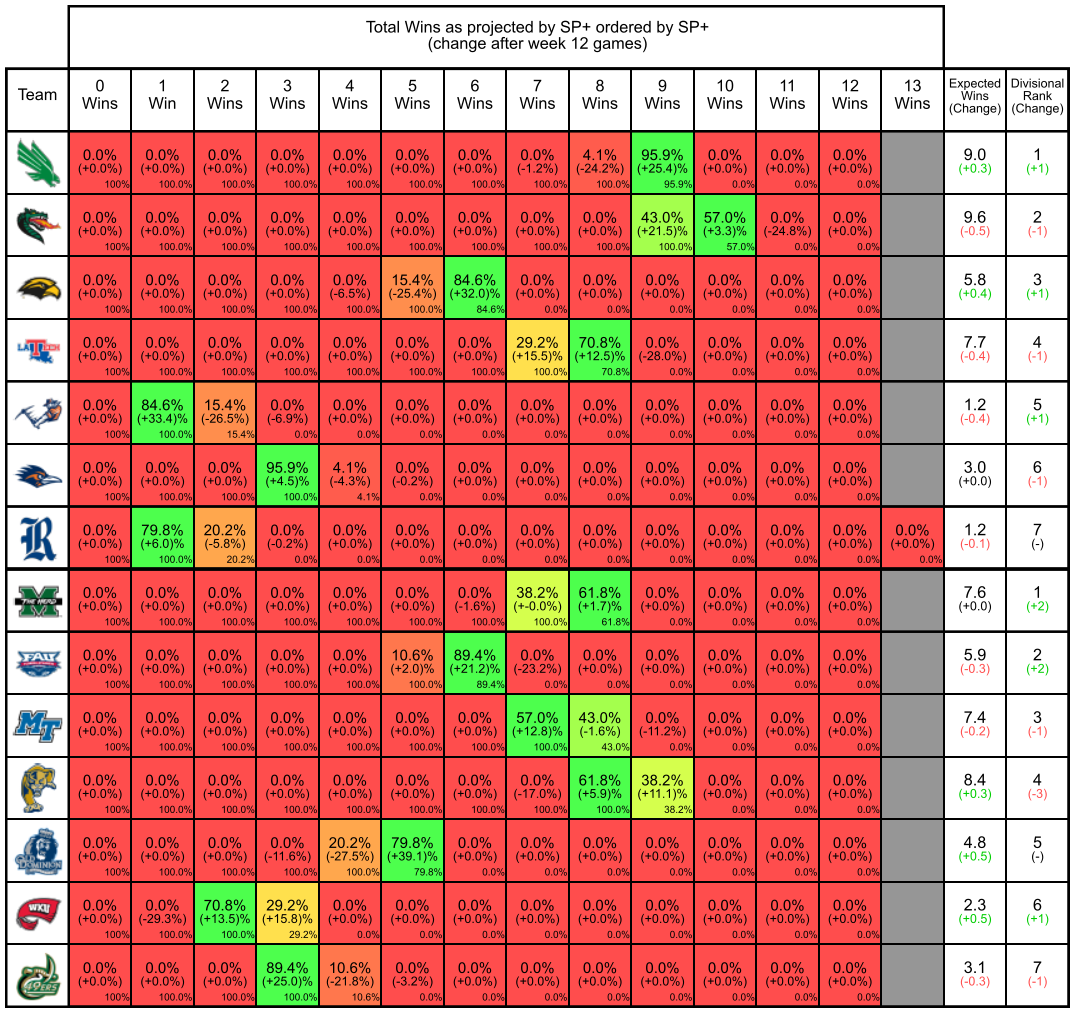 Total Wins as projected by SP+ ordered by SP+
(change after week 12 games)
Team 0 Wins 1 Win 2 Wins 3 Wins 4 Wins 5 Wins 6 Wins 7 Wins 8 Wins 9 Wins 10 Wins 11 Wins 12 Wins 13 Wins Expected Wins (Change) Divisional Rank (Change)
0.0% 0.0% 0.0% 0.0% 0.0% 0.0% 0.0% 0.0% 4.1% 95.9% 0.0% 0.0% 0.0% 9.0 1
(+0.0%) (+0.0%) (+0.0%) (+0.0%) (+0.0%) (+0.0%) (+0.0%) (-1.2%) (-24.2%) (+25.4%) (+0.0%) (+0.0%) (+0.0%) (+0.3) (+1)
100% 100.0% 100.0% 100.0% 100.0% 100.0% 100.0% 100.0% 100.0% 95.9% 0.0% 0.0% 0.0%
0.0% 0.0% 0.0% 0.0% 0.0% 0.0% 0.0% 0.0% 0.0% 43.0% 57.0% 0.0% 0.0% 9.6 2
(+0.0%) (+0.0%) (+0.0%) (+0.0%) (+0.0%) (+0.0%) (+0.0%) (+0.0%) (+0.0%) (+21.5%) (+3.3%) (-24.8%) (+0.0%) (-0.5) (-1)
100% 100.0% 100.0% 100.0% 100.0% 100.0% 100.0% 100.0% 100.0% 100.0% 57.0% 0.0% 0.0%
0.0% 0.0% 0.0% 0.0% 0.0% 15.4% 84.6% 0.0% 0.0% 0.0% 0.0% 0.0% 0.0% 5.8 3
(+0.0%) (+0.0%) (+0.0%) (+0.0%) (-6.5%) (-25.4%) (+32.0)% (+0.0%) (+0.0%) (+0.0%) (+0.0%) (+0.0%) (+0.0%) (+0.4) (+1)
100% 100.0% 100.0% 100.0% 100.0% 100.0% 84.6% 0.0% 0.0% 0.0% 0.0% 0.0% 0.0%
LA TECH 0.0% 0.0% 0.0% 0.0% 0.0% 0.0% 0.0% 29.2% 70.8% 0.0% 0.0% 0.0% 0.0% 7.7 4
(+0.0%) (+0.0%) (+0.0%) (+0.0%) (+0.0%) (+0.0%) (+0.0%) (+15.5)% (+12.5)% (-28.0%) (+0.0%) (+0.0%) (+0.0%) (-0.4) (-1)
100% 100.0% 100.0% 100.0% 100.0% 100.0% 100.0% 100.0% 70.8% 0.0% 0.0% 0.0% 0.0%
0.0% 84.6% 15.4% 0.0% 0.0% 0.0% 0.0% 0.0% 0.0% 0.0% 0.0% 0.0% 0.0% 1.2 5
(+0.0%) (+33.4)% (-26.5%) (-6.9%) (+0.0%) (+0.0%) (+0.0%) (+0.0%) (+0.0%) (+0.0%) (+0.0%) (+0.0%) (+0.0%) (-0.4) (+1)
100% 100.0% 15.4% 0.0% 0.0% 0.0% 0.0% 0.0% 0.0% 0.0% 0.0% 0.0% 0.0%
0.0% 0.0% 0.0% 95.9% 4.1% 0.0% 0.0% 0.0% 0.0% 0.0% 0.0% 0.0% 0.0% 3.0 6
(+0.0%) (+0.0%) (+0.0%) (+4.5)% (-4.3%) (-0.2%) (+0.0%) (+0.0%) (+0.0%) (+0.0%) (+0.0%) (+0.0%) (+0.0%) (+0.0) (-1)
100% 100.0% 100.0% 100.0% 4.1% 0.0% 0.0% 0.0% 0.0% 0.0% 0.0% 0.0% 0.0%
R 0.0% 79.8% 20.2% 0.0% 0.0% 0.0% 0.0% 0.0% 0.0% 0.0% 0.0% 0.0% 0.0% 0.0% 1.2 7
(+0.0%) (+6.0)% (-5.8%) (-0.2%) (+0.0%) (+0.0%) (+0.0%) (+0.0%) (+0.0%) (+0.0%) (+0.0%) (+0.0%) (+0.0%) (+0.0%) (-0.1) (-)
100% 100.0% 20.2% 0.0% 0.0% 0.0% 0.0% 0.0% 0.0% 0.0% 0.0% 0.0% 0.0% 0.0%
M THE HERD 0.0% 0.0% 0.0% 0.0% 0.0% 0.0% 0.0% 38.2% 61.8% 0.0% 0.0% 0.0% 0.0% 7.6 1
(+0.0%) (+0.0%) (+0.0%) (+0.0%) (+0.0%) (+0.0%) (-1.6%) (+-0.0%) (+1.7)% (+0.0%) (+0.0%) (+0.0%) (+0.0%) (+0.0) (+2)
100% 100.0% 100.0% 100.0% 100.0% 100.0% 100.0% 100.0% 61.8% 0.0% 0.0% 0.0% 0.0%
FAU 0.0% 0.0% 0.0% 0.0% 0.0% 10.6% 89.4% 0.0% 0.0% 0.0% 0.0% 0.0% 0.0% 5.9 2
(+0.0%) (+0.0%) (+0.0%) (+0.0%) (+0.0%) (+2.0)% (+21.2)% (-23.2%) (+0.0%) (+0.0%) (+0.0%) (+0.0%) (+0.0%) (-0.3) (+2)
100% 100.0% 100.0% 100.0% 100.0% 100.0% 89.4% 0.0% 0.0% 0.0% 0.0% 0.0% 0.0%
MT 0.0% 0.0% 0.0% 0.0% 0.0% 0.0% 0.0% 57.0% 43.0% 0.0% 0.0% 0.0% 0.0% 7.4 3
(+0.0%) (+0.0%) (+0.0%) (+0.0%) (+0.0%) (+0.0%) (+0.0%) (+12.8)% (-1.6%) (-11.2%) (+0.0%) (+0.0%) (+0.0%) (-0.2) (-1)
100% 100.0% 100.0% 100.0% 100.0% 100.0% 100.0% 100.0% 43.0% 0.0% 0.0% 0.0% 0.0%
0.0% 0.0% 0.0% 0.0% 0.0% 0.0% 0.0% 0.0% 61.8% 38.2% 0.0% 0.0% 0.0% 8.4 4
(+0.0%) (+0.0%) (+0.0%) (+0.0%) (+0.0%) (+0.0%) (+0.0%) (-17.0%) (+5.9)% (+11.1)% (+0.0%) (+0.0%) (+0.0%) (+0.3) (-3)
100% 100.0% 100.0% 100.0% 100.0% 100.0% 100.0% 100.0% 100.0% 38.2% 0.0% 0.0% 0.0%
DOMINION 0.0% 0.0% 0.0% 0.0% 20.2% 79.8% 0.0% 0.0% 0.0% 0.0% 0.0% 0.0% 0.0% 4.8 5
(+0.0%) (+0.0%) (+0.0%) (-11.6%) (-27.5%) (+39.1)% (+0.0%) (+0.0%) (+0.0%) (+0.0%) (+0.0%) (+0.0%) (+0.0%) (+0.5) (-)
100% 100.0% 100.0% 100.0% 100.0% 79.8% 0.0% 0.0% 0.0% 0.0% 0.0% 0.0% 0.0%
WKU 0.0% 0.0% 70.8% 29.2% 0.0% 0.0% 0.0% 0.0% 0.0% 0.0% 0.0% 0.0% 0.0% 2.3 6
(+0.0%) (-29.3%) (+13.5)% (+15.8)% (+0.0%) (+0.0%) (+0.0%) (+0.0%) (+0.0%) (+0.0%) (+0.0%) (+0.0%) (+0.0%) (+0.5) (+1)
100% 100.0% 100.0% 29.2% 0.0% 0.0% 0.0% 0.0% 0.0% 0.0% 0.0% 0.0% 0.0%
49ERS 0.0% 0.0% 0.0% 89.4% 10.6% 0.0% 0.0% 0.0% 0.0% 0.0% 0.0% 0.0% 0.0% 3.1 7
(+0.0%) (+0.0%) (+0.0%) (+25.0)% (-21.8%) (-3.2%) (+0.0%) (+0.0%) (+0.0%) (+0.0%) (+0.0%) (+0.0%) (+0.0%) (-0.3) (-1)
100% 100.0% 100.0% 100.0% 10.6% 0.0% 0.0% 0.0% 0.0% 0.0% 0.0% 0.0% 0.0%